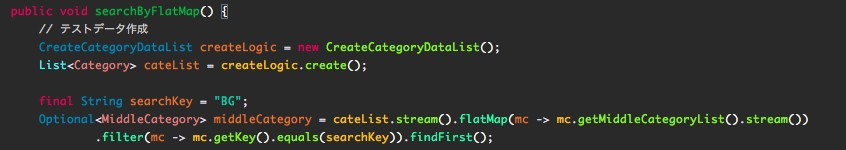 public void searchByFlatMap() {
// テストデータ作成
CreateCategoryDataList createLogic = new CreateCategoryDataList();
List<Category> cateList = createLogic.create();
final String searchKey = "BG";
Optional<MiddleCategory> middleCategory = cateList.stream().flatMap(mc -> mc.getMiddleCategoryList().stream())
.filter(mc -> mc.getKey().equals(searchKey)).findFirst();